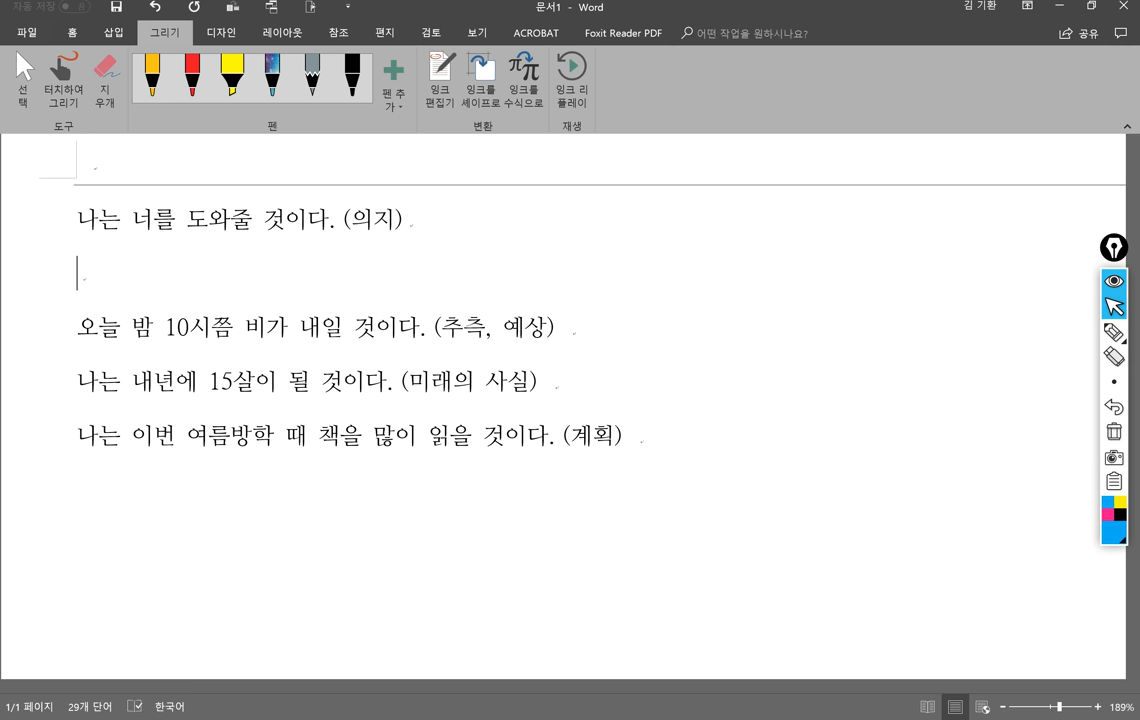 자동 저장
문서1 - Word
김 기환
파일 홈 삽입 그리기 디자인 레이아웃 참조 편지 검토 보기 ACROBAT Foxit Reader PDF 어떤 작업을 원하시나요? 공유
선택
터치하여 그리기
지우개
펜 추가
잉크 편집기
잉크를 셰이프로
잉크를 수식으로
잉크 리플레이
도구 펜 변환 재생
나는 너를 도와줄 것이다. (의지)
오늘 밤 10시쯤 비가 내일 것이다. (추측, 예상)
나는 내년에 15살이 될 것이다. (미래의 사실)
나는 이번 여름방학 때 책을 많이 읽을 것이다. (계획)
1/1 페이지 29개 단어 한국어 189%